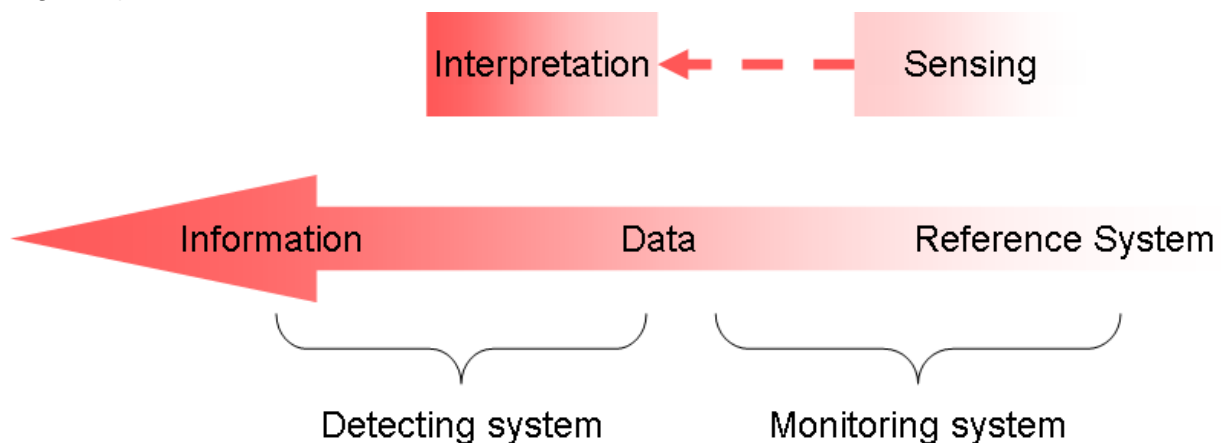 Interpretation Sensing
Information Data Reference System
Detecting system Monitoring system